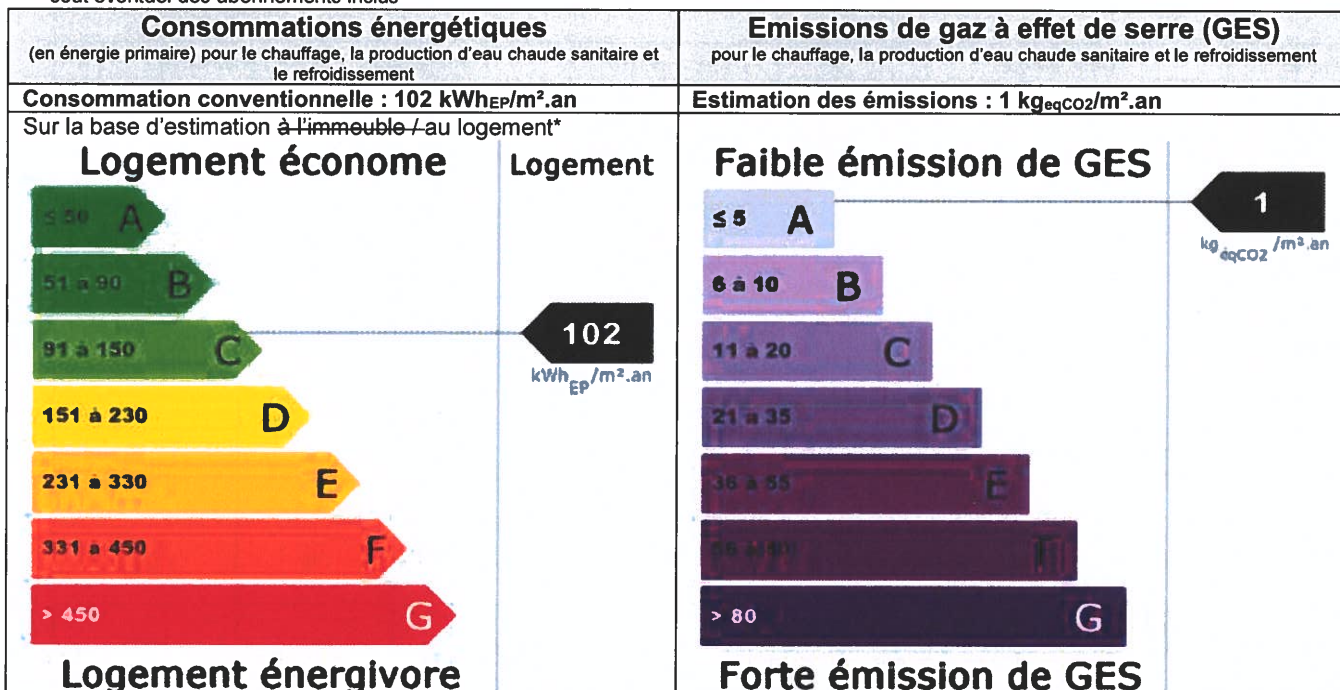 coût éventuel des abonnements inclus
Consommations énergétiques
(en énergie primaire) pour le chauffage, la production d'eau chaude sanitaire et
le refroidissement
Consommation conventionnelle : 102 kWhEP/m².an
Sur la base d'estimation à l'immeuble / au logement*
Logement économe
Logement
≤ 50 A
51 à 90 B
91 à 150 C
102
kWhEP/m².an
151 à 230 D
231 à 330 E
331 à 450 F
> 450 G
Logement énergivore
Emissions de gaz à effet de serre (GES)
pour le chauffage, la production d'eau chaude sanitaire et le refroidissement
Estimation des émissions : 1 kgeqCO2/m².an
Faible émission de GES
≤ 5 A
1
kgéqCO2/m².an
6 à 10 B
11 à 20 C
21 à 35 D
36 à 55 E
F
> 80 G
Forte émission de GES